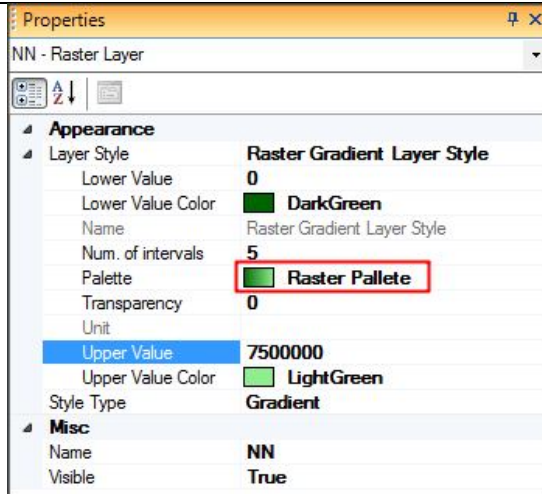 Properties
NN - Raster Layer
Appearance
Layer Style Raster Gradient Layer Style
Lower Value 0
Lower Value Color DarkGreen
Name Raster Gradient Layer Style
Num. of intervals 5
Palette Raster Pallete
Transparency 0
Unit
Upper Value 7500000
Upper Value Color LightGreen
Style Type Gradient
Misc
Name NN
Visible True